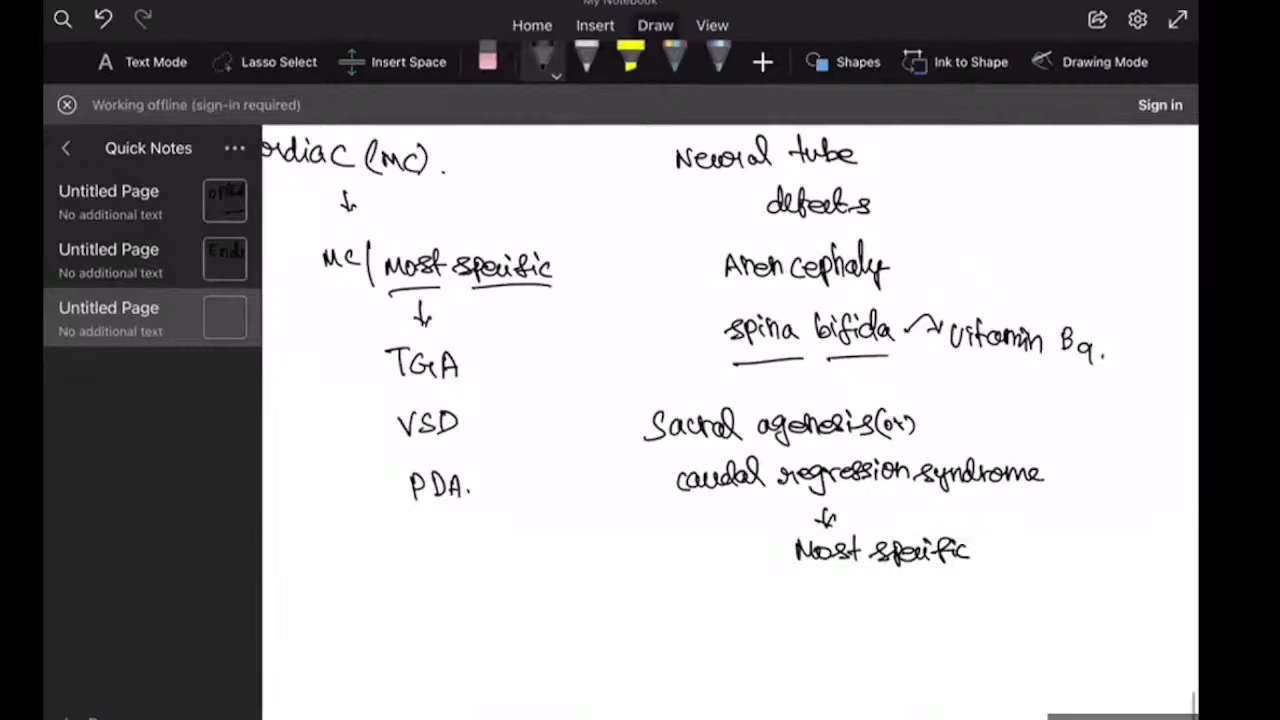 My Notebook
Home Insert Draw View
Text Mode Lasso Select Insert Space Shapes Ink to Shape Drawing Mode
Working offline (sign-in required) Sign in
Quick Notes
Untitled Page
No additional text
Untitled Page
No additional text
Untitled Page
No additional text
rdiac (MC).
MC/ Most specific
TGA
VSD
PDA.
Neural tube
defects
Anencephaly
spina bifida Vitamin B9.
Sacral agenesis (or)
caudal regression syndrome
Most specific